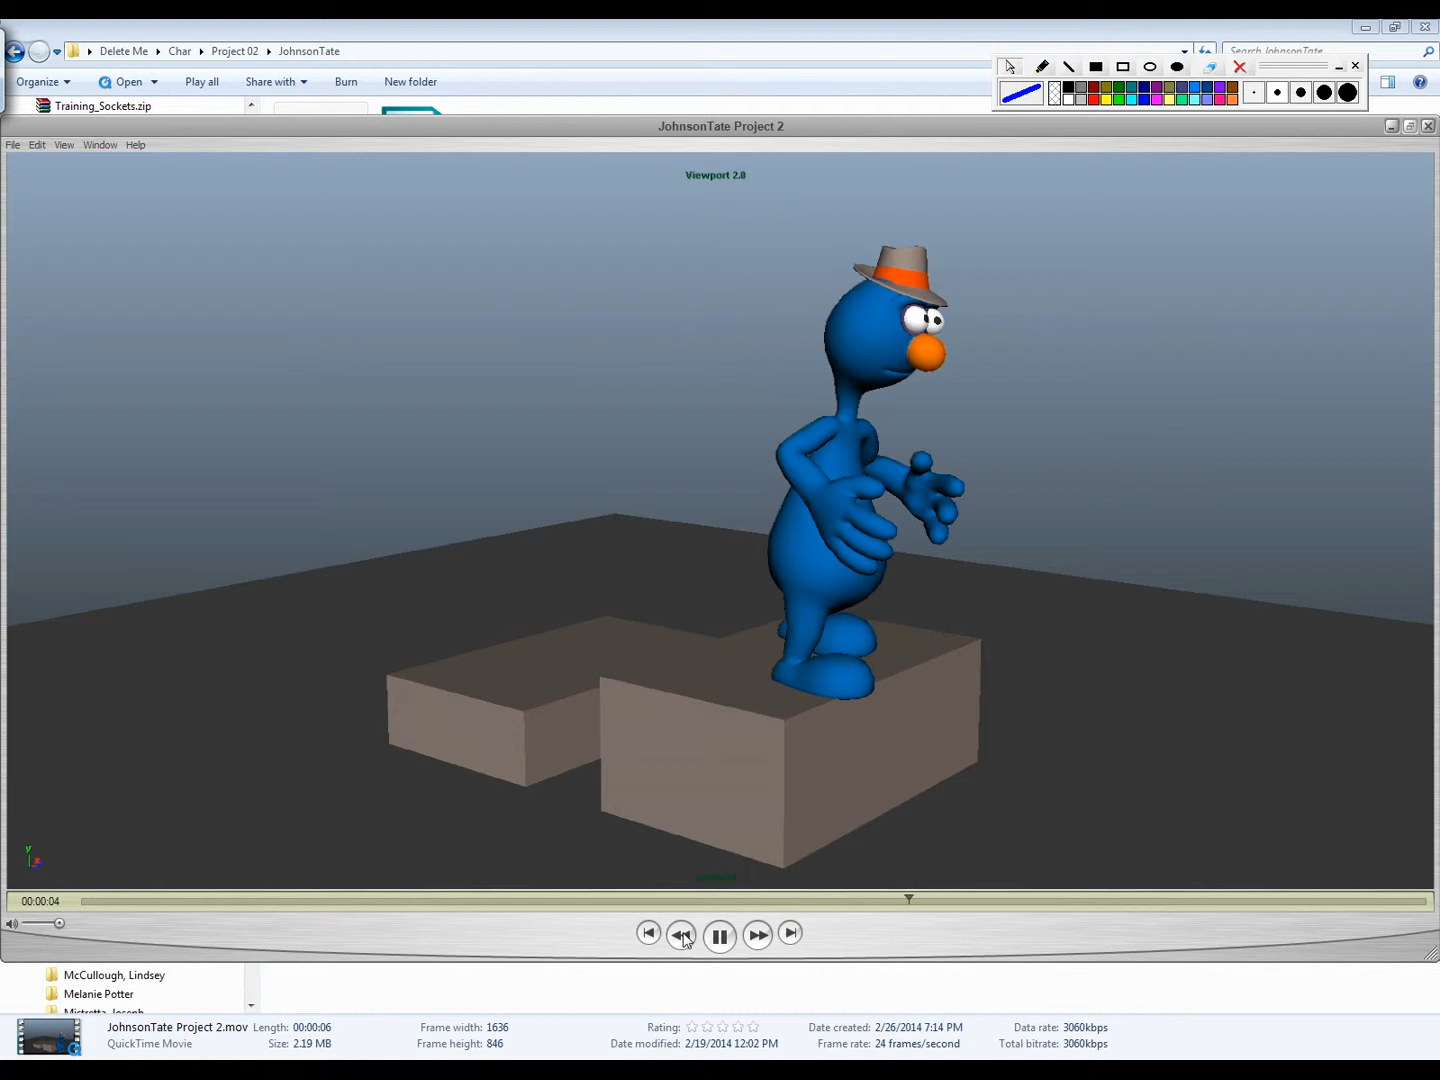 Delete Me
Char
Project 02
JohnsonTate
Search JohnsonTate
Organize
Open
Play all
Share with
Burn
New folder
Training_Sockets.zip
JohnsonTate Project 2
File Edit View Window Help
Viewport 2.0
y
00:00:04
McCullough, Lindsey
Melanie Potter
Mistretta, Joseph
JohnsonTate Project 2.mov
Length: 00:00:06
Frame width: 1636
Rating:
Date created: 2/26/2014 7:14 PM
Data rate: 3060kbps
QuickTime Movie
Size: 2.19 MB
Frame height: 846
Date modified: 2/19/2014 12:02 PM
Frame rate: 24 frames/second
Total bitrate: 3060kbps